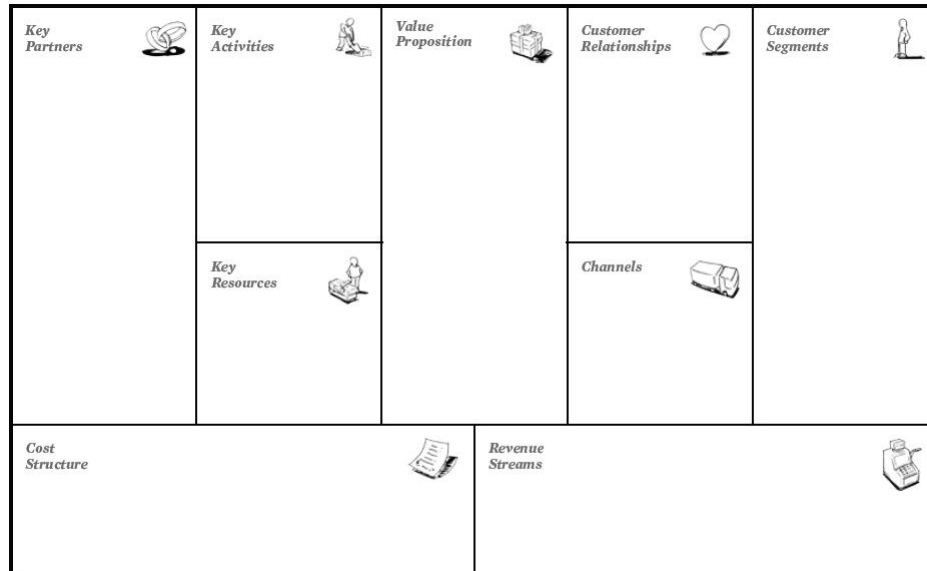 Key
Partners
Key
Activities
Value
Proposition
Customer
Relationships
Customer
Segments
Key
Resources
Channels
Cost
Structure
Revenue
Streams